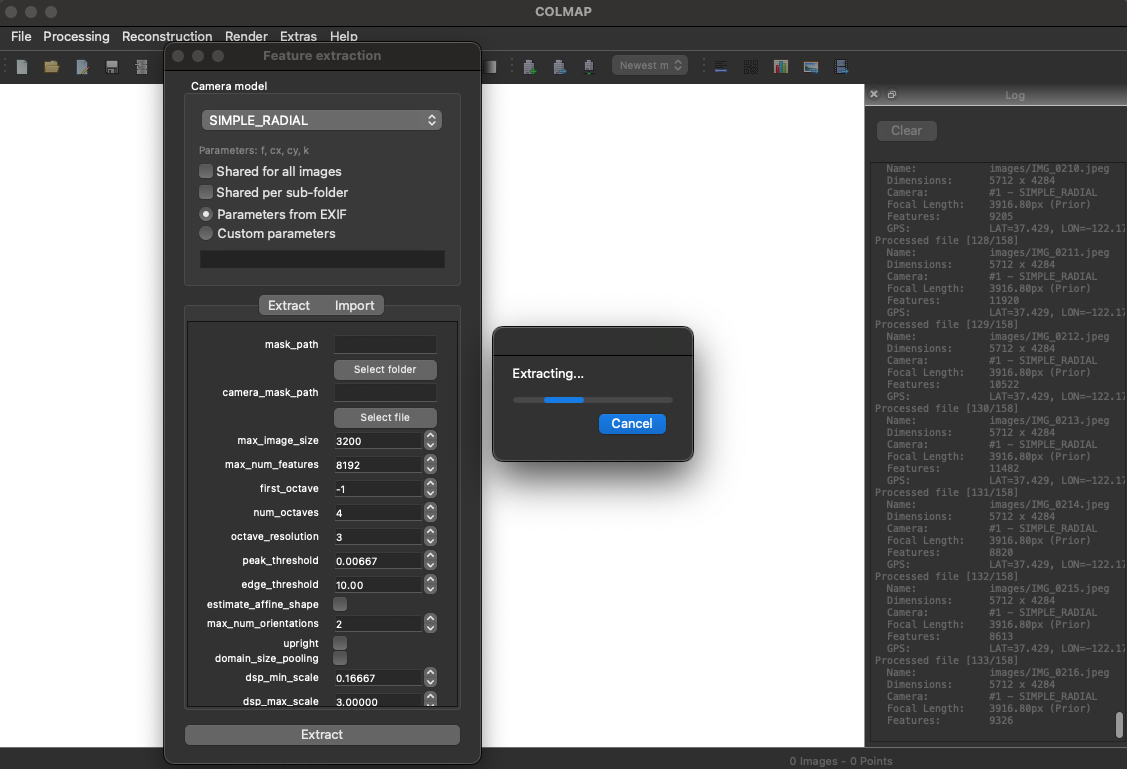 COLMAP
File Processing Reconstruction Render Extras Help
Newest m
Feature extraction
Camera model
SIMPLE_RADIAL
Parameters: f, cx, cy, k
Shared for all images
Shared per sub-folder
Parameters from EXIF
Custom parameters
Extract Import
mask_path
Select folder
camera_mask_path
Select file
max_image_size 3200
max_num_features 8192
first_octave -1
num_octaves 4
octave_resolution 3
peak_threshold 0.00667
edge_threshold 10.00
estimate_affine_shape
max_num_orientations 2
upright
domain_size_pooling
dsp_min_scale 0.16667
dsp_max_scale 3.00000
Extract
Extracting...
Cancel
Log
Clear
Name: images/IMG_0210.jpeg
Dimensions: 5712 x 4284
Camera: #1 – SIMPLE_RADIAL
Focal Length: 3916.80px (Prior)
Features: 9205
GPS: LAT=37.429, LON=-122.17
Processed file [128/158]
Name: images/IMG_0211.jpeg
Dimensions: 5712 x 4284
Camera: #1 – SIMPLE_RADIAL
Focal Length: 3916.80px (Prior)
Features: 11920
GPS: LAT=37.429, LON=-122.17
Processed file [129/158]
Name: images/IMG_0212.jpeg
Dimensions: 5712 x 4284
Camera: #1 – SIMPLE_RADIAL
Focal Length: 3916.80px (Prior)
Features: 10522
GPS: LAT=37.429, LON=-122.17
Processed file [130/158]
Name: images/IMG_0213.jpeg
Dimensions: 5712 x 4284
Camera: #1 – SIMPLE_RADIAL
Focal Length: 3916.80px (Prior)
Features: 11482
GPS: LAT=37.429, LON=-122.17
Processed file [131/158]
Name: images/IMG_0214.jpeg
Dimensions: 5712 x 4284
Camera: #1 – SIMPLE_RADIAL
Focal Length: 3916.80px (Prior)
Features: 8820
GPS: LAT=37.429, LON=-122.17
Processed file [132/158]
Name: images/IMG_0215.jpeg
Dimensions: 5712 x 4284
Camera: #1 – SIMPLE_RADIAL
Focal Length: 3916.80px (Prior)
Features: 8613
GPS: LAT=37.429, LON=-122.17
Processed file [133/158]
Name: images/IMG_0216.jpeg
Dimensions: 5712 x 4284
Camera: #1 – SIMPLE_RADIAL
Focal Length: 3916.80px (Prior)
Features: 9326
0 Images - 0 Points